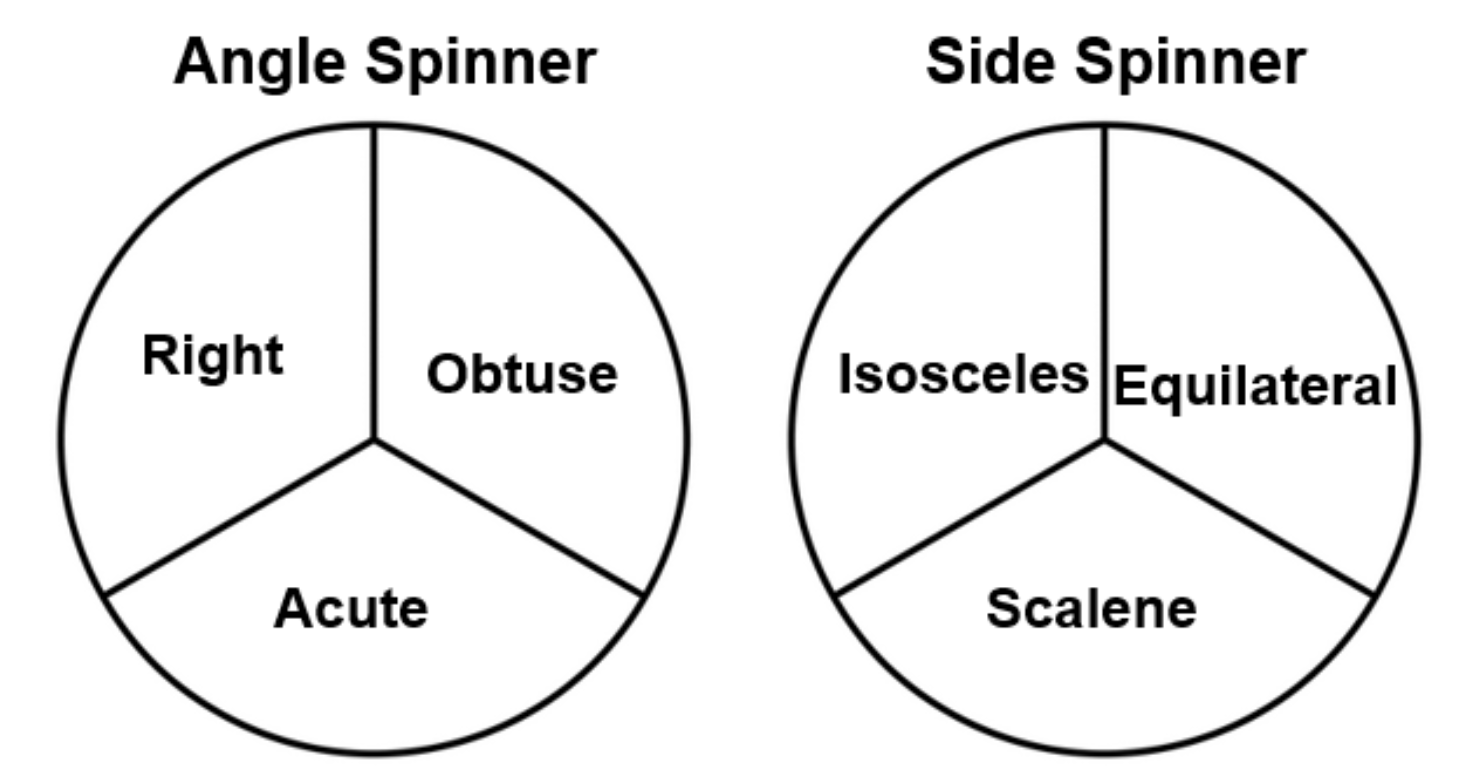 Angle Spinner
Right
Obtuse
Acute
Side Spinner
Isosceles
Equilateral
Scalene